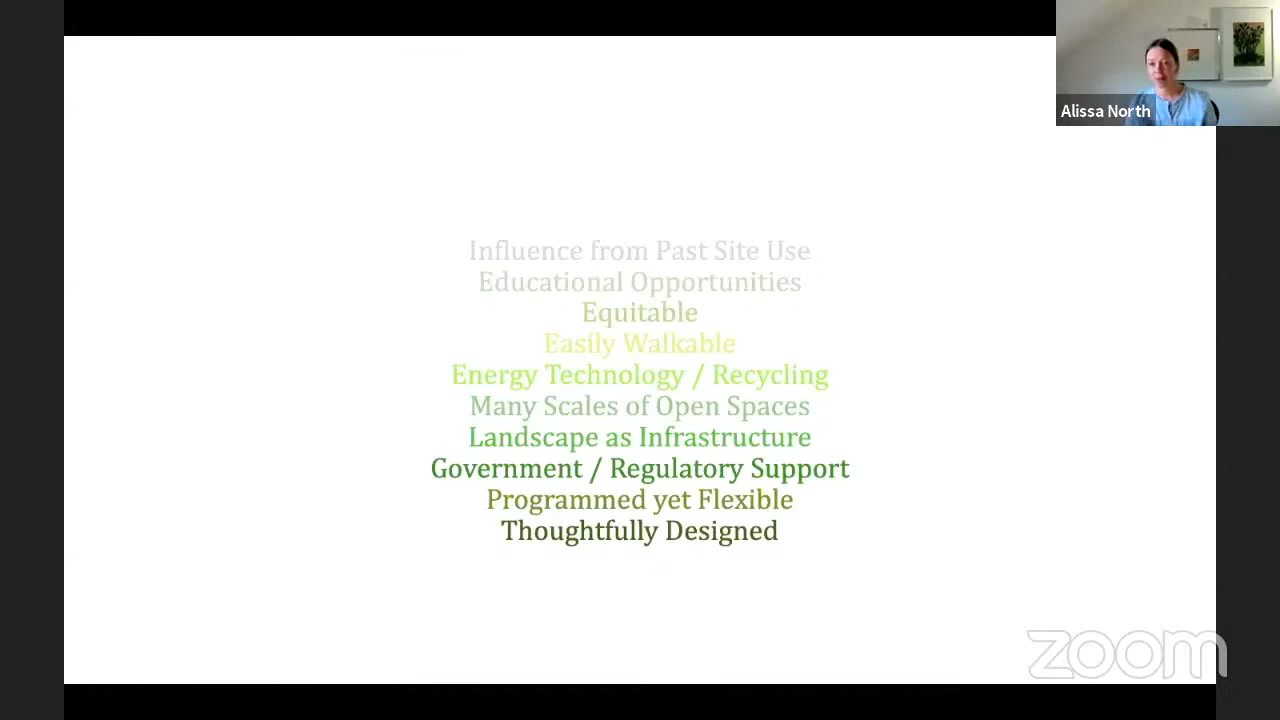 Alissa North
Influence from Past Site Use
Educational Opportunities
Equitable
Easily Walkable
Energy Technology / Recycling
Many Scales of Open Spaces
Landscape as Infrastructure
Government / Regulatory Support
Programmed yet Flexible
Thoughtfully Designed
zoom